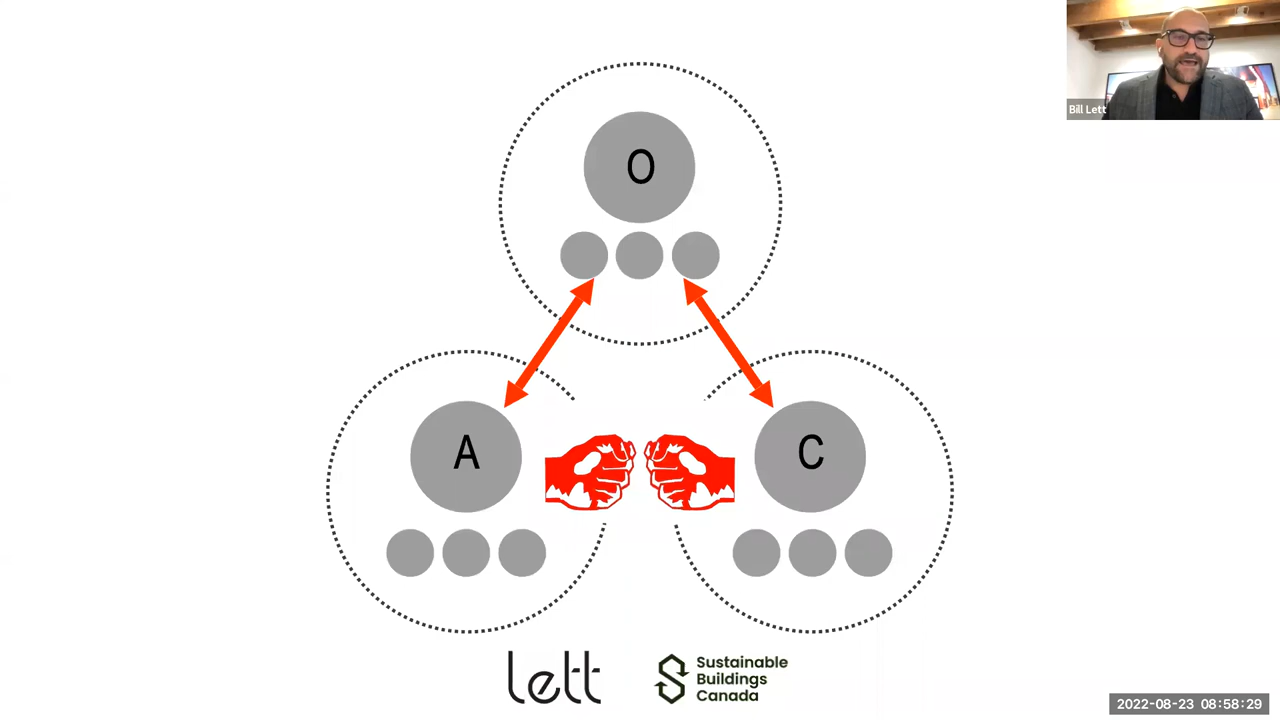 O
A
C
lett
Sustainable
Buildings
Canada
Bill Lett
2022-08-23 08:58:29